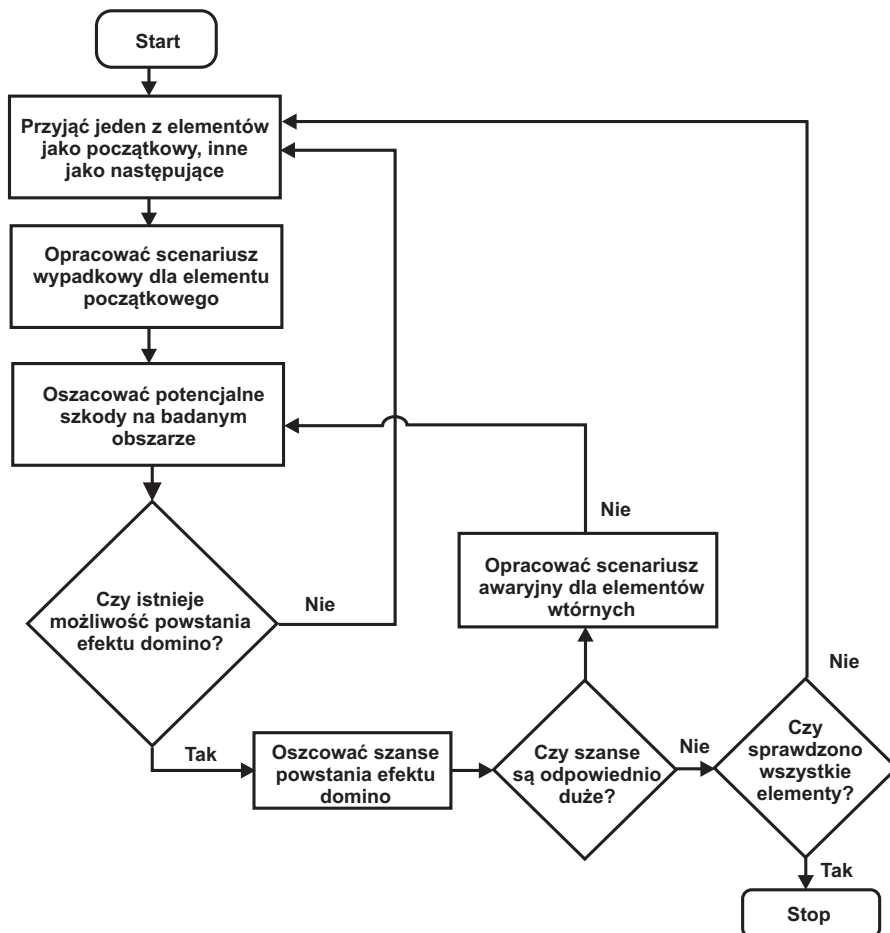 Start
Przyjąć jeden z elementów
jako początkowy, inne
jako następujące
Opracować scenariusz
wypadkowy dla elementu
początkowego
Oszacować potencjalne
szkody na badanym
obszarze
Czy istnieje
możliwość powstania
efektu domino?
Nie
Tak
Oszcować szanse
powstania efektu
domino
Czy szanse
są odpowiednio
duże?
Nie
Opracować scenariusz
awaryjny dla elementów
wtórnych
Nie
Czy
sprawdzono
wszystkie
elementy?
Nie
Tak
Stop